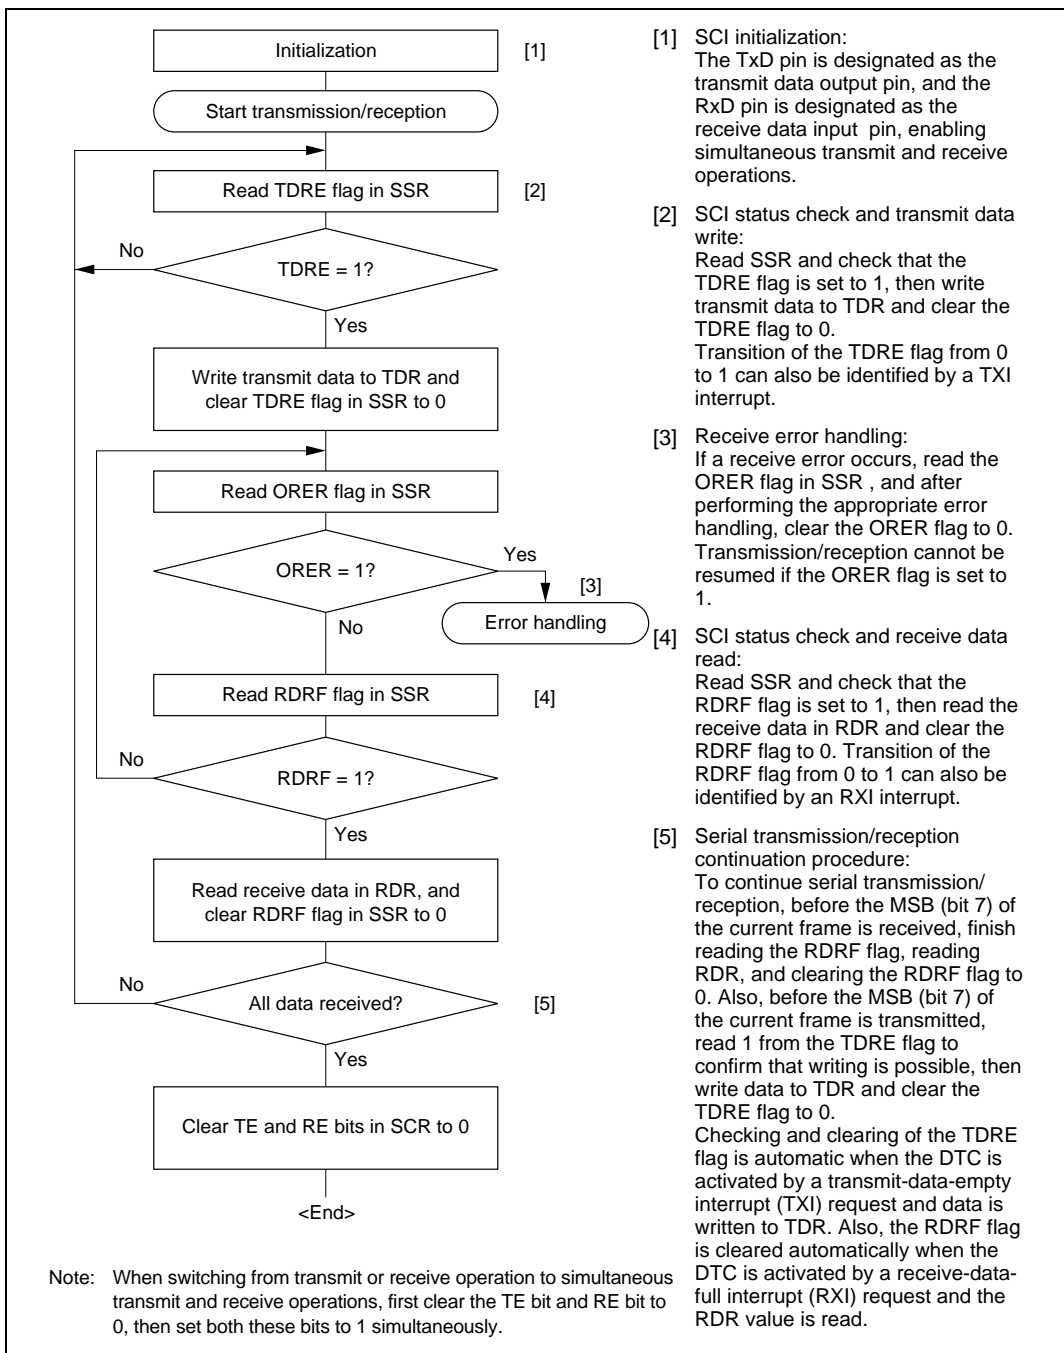 Initialization
[1]
Start transmission/reception
Read TDRE flag in SSR
[2]
No
TDRE = 1?
Yes
Write transmit data to TDR and
clear TDRE flag in SSR to 0
Read ORER flag in SSR
ORER = 1?
Yes
[3]
Error handling
No
Read RDRF flag in SSR
[4]
No
RDRF = 1?
Yes
Read receive data in RDR, and
clear RDRF flag in SSR to 0
No
All data received?
[5]
Yes
Clear TE and RE bits in SCR to 0
<End>
[1] SCI initialization:
The TxD pin is designated as the
transmit data output pin, and the
RxD pin is designated as the
receive data input pin, enabling
simultaneous transmit and receive
operations.
[2] SCI status check and transmit data
write:
Read SSR and check that the
TDRE flag is set to 1, then write
transmit data to TDR and clear the
TDRE flag to 0.
Transition of the TDRE flag from 0
to 1 can also be identified by a TXI
interrupt.
[3] Receive error handling:
If a receive error occurs, read the
ORER flag in SSR , and after
performing the appropriate error
handling, clear the ORER flag to 0.
Transmission/reception cannot be
resumed if the ORER flag is set to
1.
[4] SCI status check and receive data
read:
Read SSR and check that the
RDRF flag is set to 1, then read the
receive data in RDR and clear the
RDRF flag to 0. Transition of the
RDRF flag from 0 to 1 can also be
identified by an RXI interrupt.
[5] Serial transmission/reception
continuation procedure:
To continue serial transmission/
reception, before the MSB (bit 7) of
the current frame is received, finish
reading the RDRF flag, reading
RDR, and clearing the RDRF flag to
0. Also, before the MSB (bit 7) of
the current frame is transmitted,
read 1 from the TDRE flag to
confirm that writing is possible, then
write data to TDR and clear the
TDRE flag to 0.
Checking and clearing of the TDRE
flag is automatic when the DTC is
activated by a transmit-data-empty
interrupt (TXI) request and data is
written to TDR. Also, the RDRF flag
is cleared automatically when the
DTC is activated by a receive-data-
full interrupt (RXI) request and the
RDR value is read.
Note: When switching from transmit or receive operation to simultaneous
transmit and receive operations, first clear the TE bit and RE bit to
0, then set both these bits to 1 simultaneously.